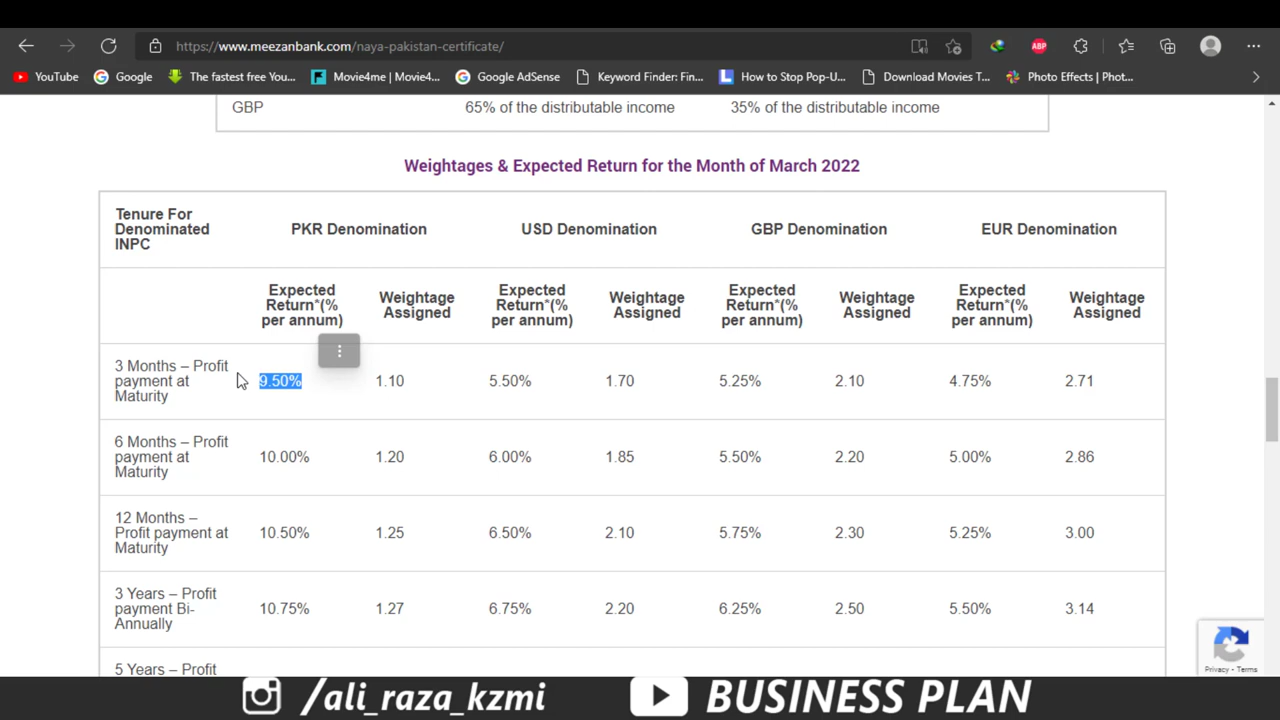 https://www.meezanbank.com/naya-pakistan-certificate/
ABP
YouTube
Google
The fastest free You...
Movie4me | Movie4...
Google AdSense
Keyword Finder: Fin...
How to Stop Pop-U...
Download Movies T...
Photo Effects | Phot...
GBP 65% of the distributable income 35% of the distributable income
Weightages & Expected Return for the Month of March 2022
Tenure For
Denominated
INPC
PKR Denomination USD Denomination GBP Denomination EUR Denomination
Expected
Return*(%
per annum)
Weightage
Assigned
Expected
Return*(%
per annum)
Weightage
Assigned
Expected
Return*(%
per annum)
Weightage
Assigned
Expected
Return*(%
per annum)
Weightage
Assigned
3 Months – Profit
payment at
Maturity
9.50% 1.10 5.50% 1.70 5.25% 2.10 4.75% 2.71
6 Months – Profit
payment at
Maturity
10.00% 1.20 6.00% 1.85 5.50% 2.20 5.00% 2.86
12 Months –
Profit payment at
Maturity
10.50% 1.25 6.50% 2.10 5.75% 2.30 5.25% 3.00
3 Years – Profit
payment Bi-
Annually
10.75% 1.27 6.75% 2.20 6.25% 2.50 5.50% 3.14
5 Years – Profit
Privacy - Terms
/ali_raza_kzmi
BUSINESS PLAN